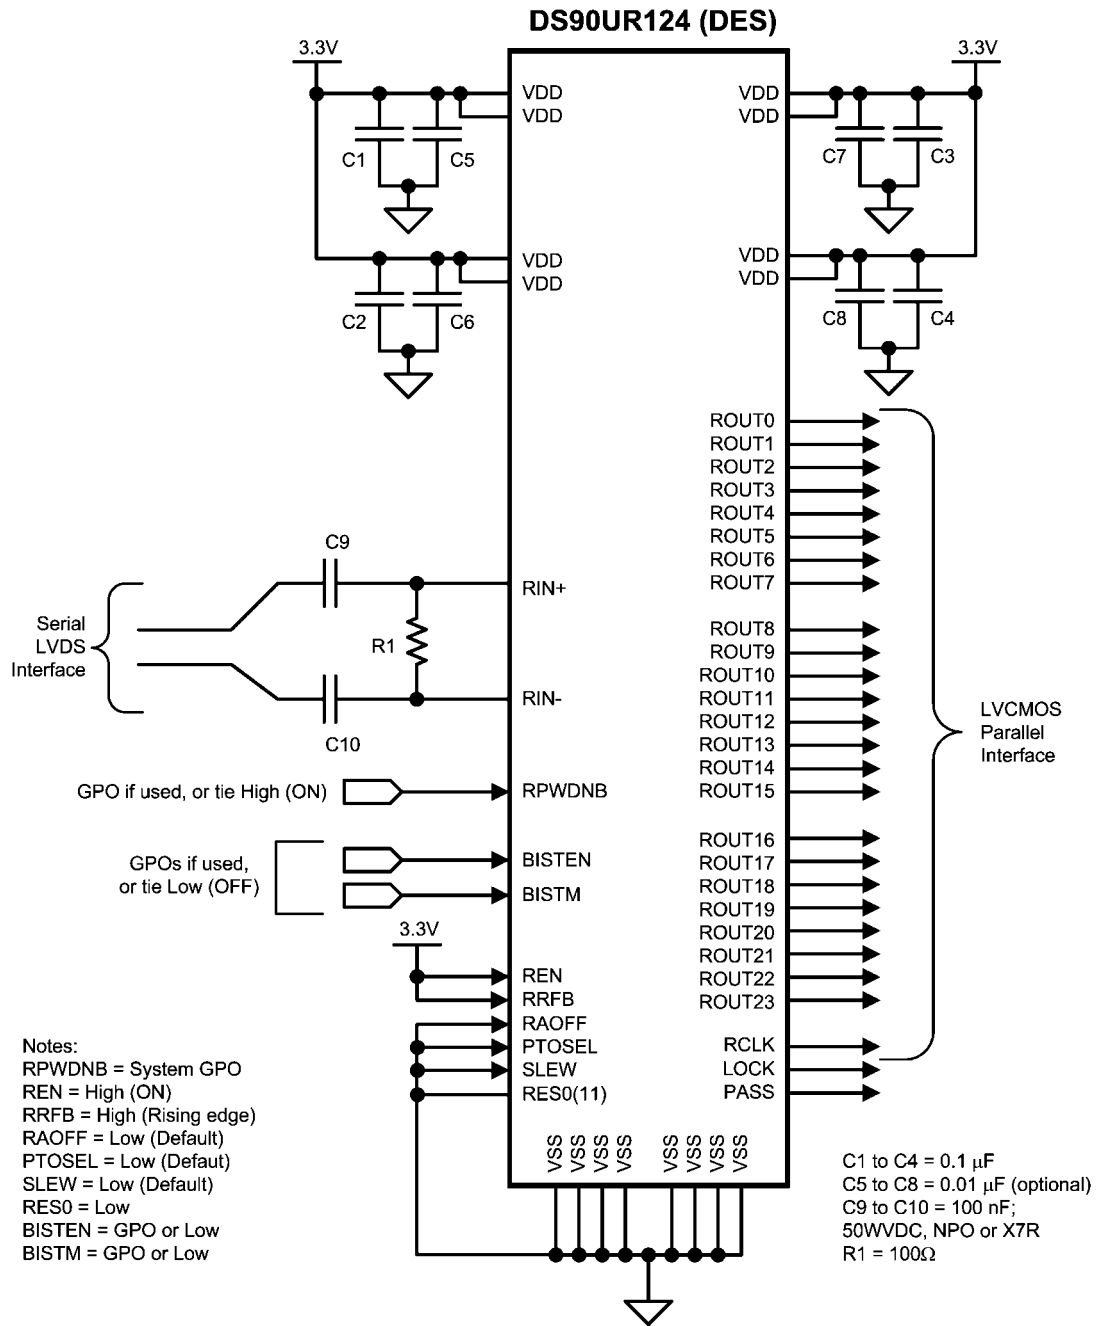 DS90UR124 (DES)
3.3V
3.3V
VDD
VDD
VDD
VDD
C1
C5
C7
C3
VDD
VDD
VDD
VDD
C2
C6
C8
C4
ROUT0
ROUT1
ROUT2
ROUT3
ROUT4
ROUT5
ROUT6
ROUT7
C9
RIN+
Serial
LVDS
Interface
R1
RIN-
C10
ROUT8
ROUT9
ROUT10
ROUT11
ROUT12
ROUT13
ROUT14
ROUT15
LVCMOS
Parallel
Interface
GPO if used, or tie High (ON)
RPWDNB
GPOs if used,
or tie Low (OFF)
BISTEN
BISTM
ROUT16
ROUT17
ROUT18
ROUT19
ROUT20
ROUT21
ROUT22
ROUT23
3.3V
REN
RRFB
RAOFF
PTOSEL
SLEW
RES0(11)
RCLK
LOCK
PASS
VSS
VSS
VSS
VSS
VSS
VSS
VSS
VSS
Notes:
RPWDNB = System GPO
REN = High (ON)
RRFB = High (Rising edge)
RAOFF = Low (Default)
PTOSEL = Low (Defaut)
SLEW = Low (Default)
RES0 = Low
BISTEN = GPO or Low
BISTM = GPO or Low
C1 to C4 = 0.1 μF
C5 to C8 = 0.01 μF (optional)
C9 to C10 = 100 nF;
50WVDC, NPO or X7R
R1 = 100Ω